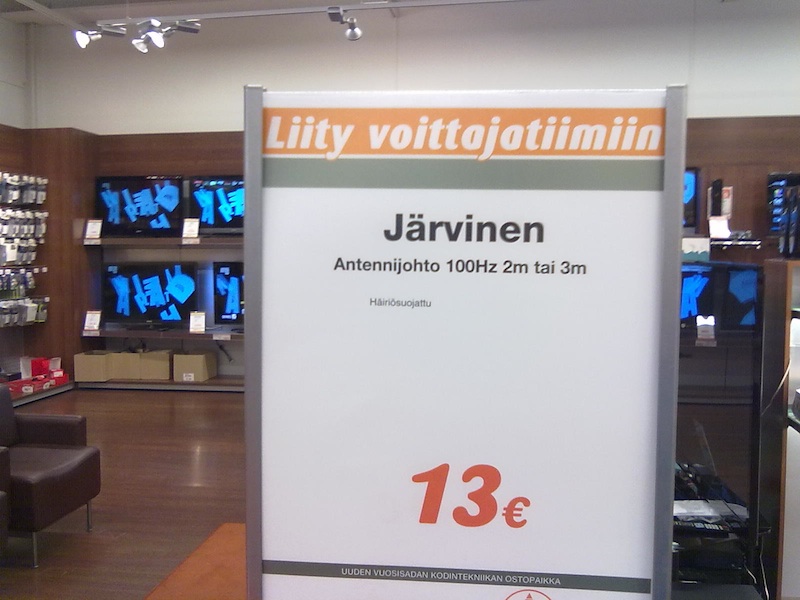 Liity voittajatiimiin
Järvinen
Antennijohto 100Hz 2m tai 3m
Häiriösuojattu
13€
UUDEN VUOSISADAN KODINTEKNIIKAN OSTOPAIKKA